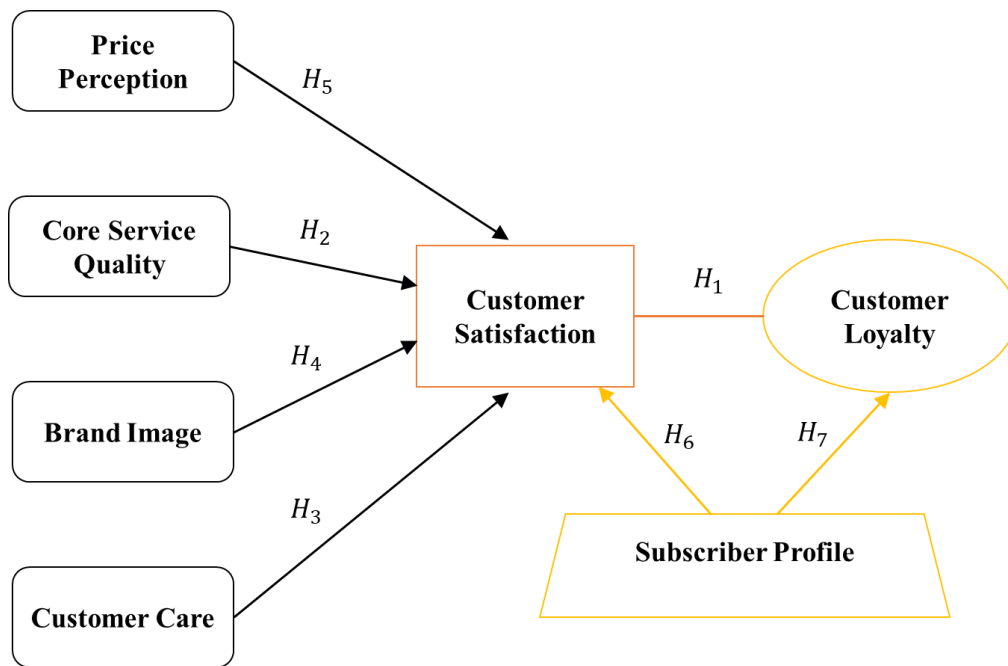 Price
Perception
H₅
Core Service
Quality
H₂
Customer
Satisfaction
H₁
Customer
Loyalty
H₄
Brand Image
H₆
H₇
H₃
Subscriber Profile
Customer Care